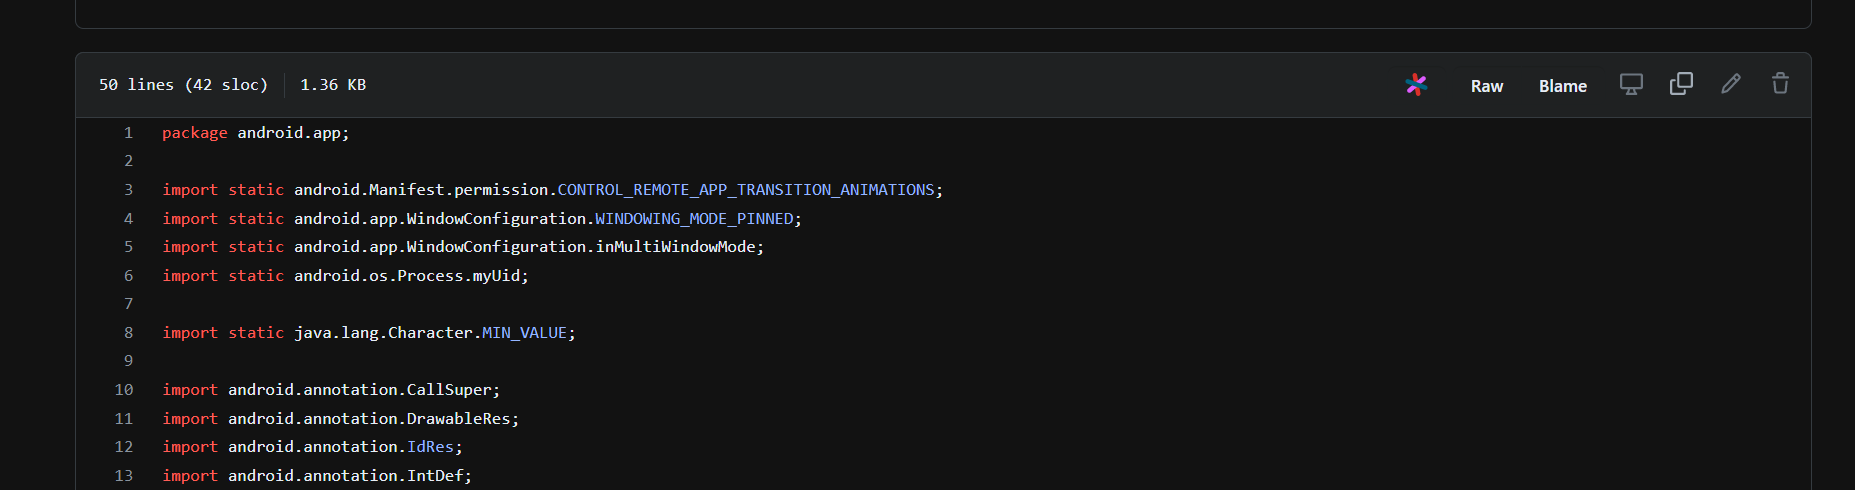 50 lines (42 sloc) 1.36 KB Raw Blame
1 package android.app;
2
3 import static android.Manifest.permission.CONTROL_REMOTE_APP_TRANSITION_ANIMATIONS;
4 import static android.app.WindowConfiguration.WINDOWING_MODE_PINNED;
5 import static android.app.WindowConfiguration.inMultiWindowMode;
6 import static android.os.Process.myUid;
7
8 import static java.lang.Character.MIN_VALUE;
9
10 import android.annotation.CallSuper;
11 import android.annotation.DrawableRes;
12 import android.annotation.IdRes;
13 import android.annotation.IntDef;